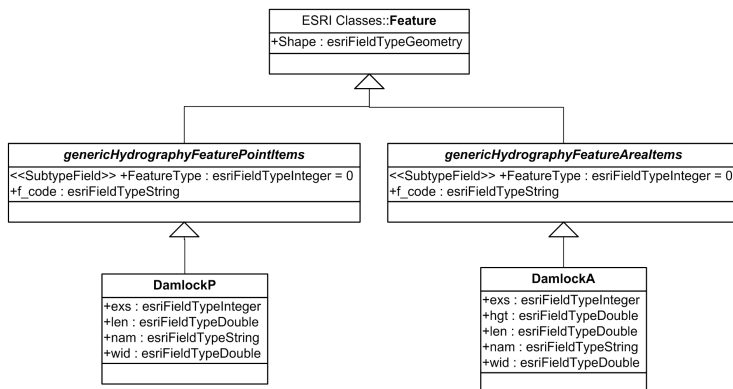 ESRI Classes::Feature
+Shape : esriFieldTypeGeometry
genericHydrographyFeaturePointItems
<<SubtypeField>> +FeatureType : esriFieldTypeInteger = 0
+f_code : esriFieldTypeString
genericHydrographyFeatureAreaItems
<<SubtypeField>> +FeatureType : esriFieldTypeInteger = 0
+f_code : esriFieldTypeString
DamlockP
+exs : esriFieldTypeInteger
+len : esriFieldTypeDouble
+nam : esriFieldTypeString
+wid : esriFieldTypeDouble
DamlockA
+exs : esriFieldTypeInteger
+hgt : esriFieldTypeDouble
+len : esriFieldTypeDouble
+nam : esriFieldTypeString
+wid : esriFieldTypeDouble